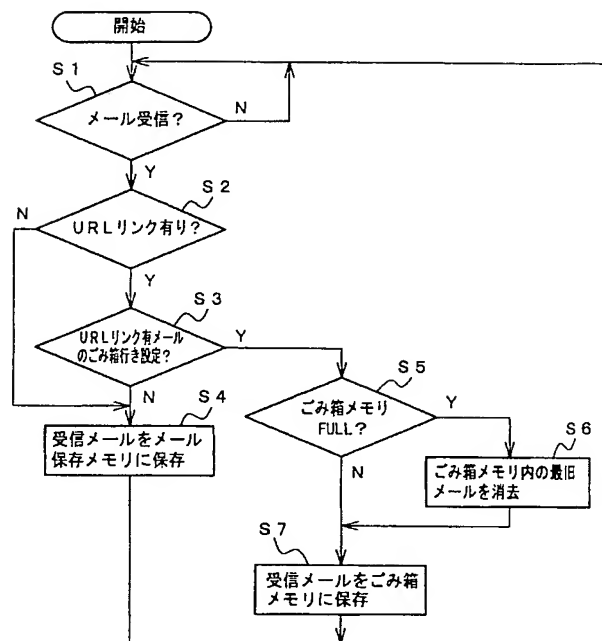 開始
S1
メール受信?
N
Y
S2
N
URLリンク有り?
Y
S3
URLリンク有メール
のごみ箱行き設定?
Y
N
S4
受信メールをメール
保存メモリに保存
S5
ごみ箱メモリ
FULL?
Y
N
S6
ごみ箱メモリ内の最旧
メールを消去
S7
受信メールをごみ箱
メモリに保存